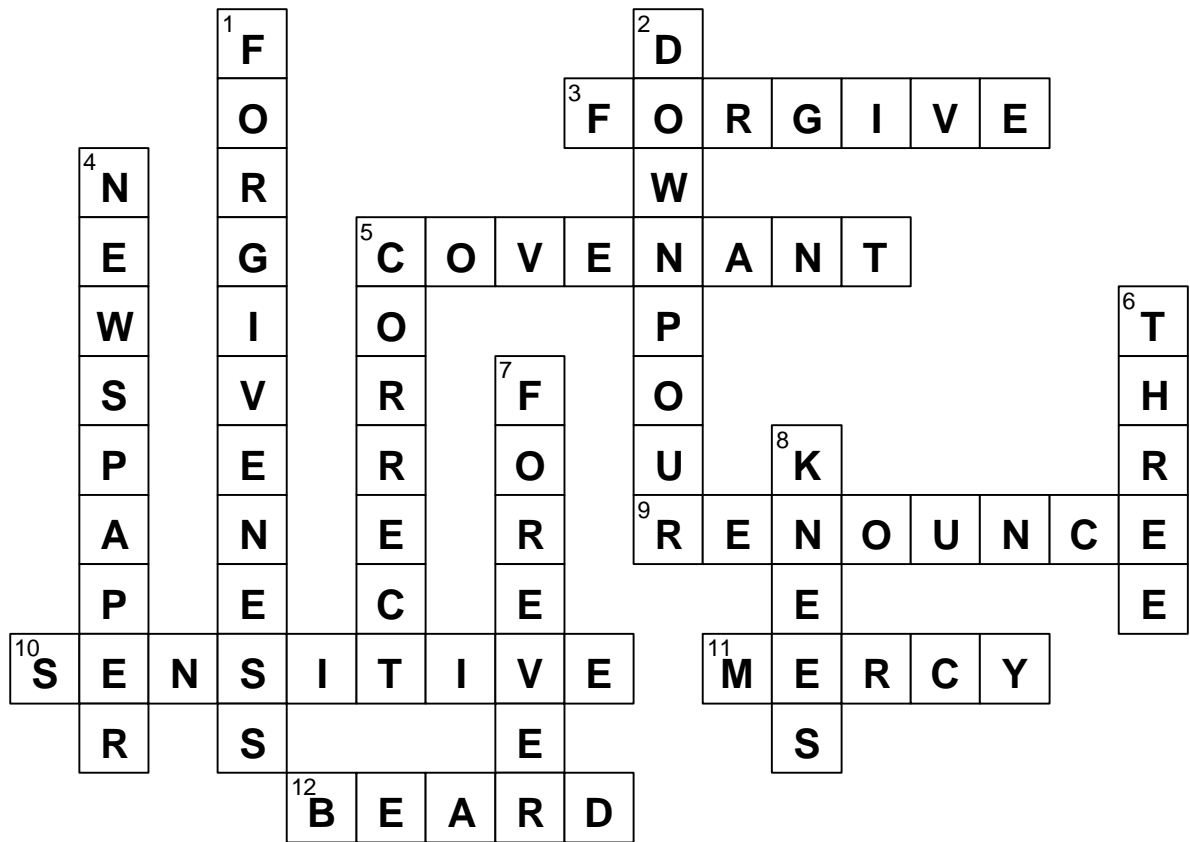 1 F 2 D
O 3 F O R G I V E
4 N R W
E G 5 C O V E N A N T
W I O P 6 T
S V R 7 F O H
P E R O U 8 K R
A N E R 9 R E N O U N C E
P E C E E E
10 S E N S I T I V E 11 M E R C Y
R S E S
12 B E A R D